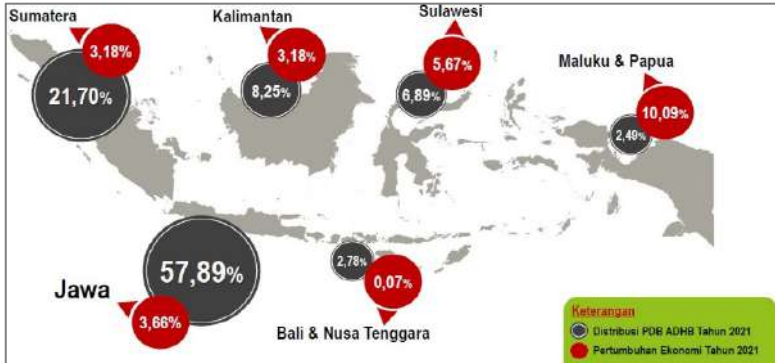 Sumatera
3,18%
21,70%
Kalimantan
3,18%
8,25%
Sulawesi
5,67%
6,89%
Maluku & Papua
10,09%
2,49%
57,89%
Jawa
3,66%
2,78%
0,07%
Bali & Nusa Tenggara
Keterangan
Distribusi PDB ADHB Tahun 2021
Pertumbuhan Ekonomi Tahun 2021